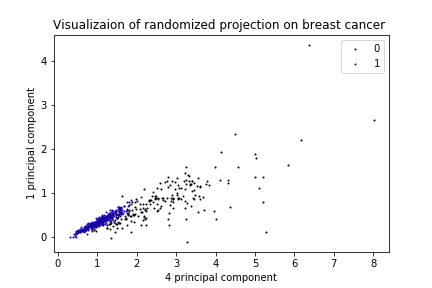 Visualizaion of randomized projection on breast cancer
0
1
4
3
2
1
0
1 principal component
0 1 2 3 4 5 6 7 8
4 principal component